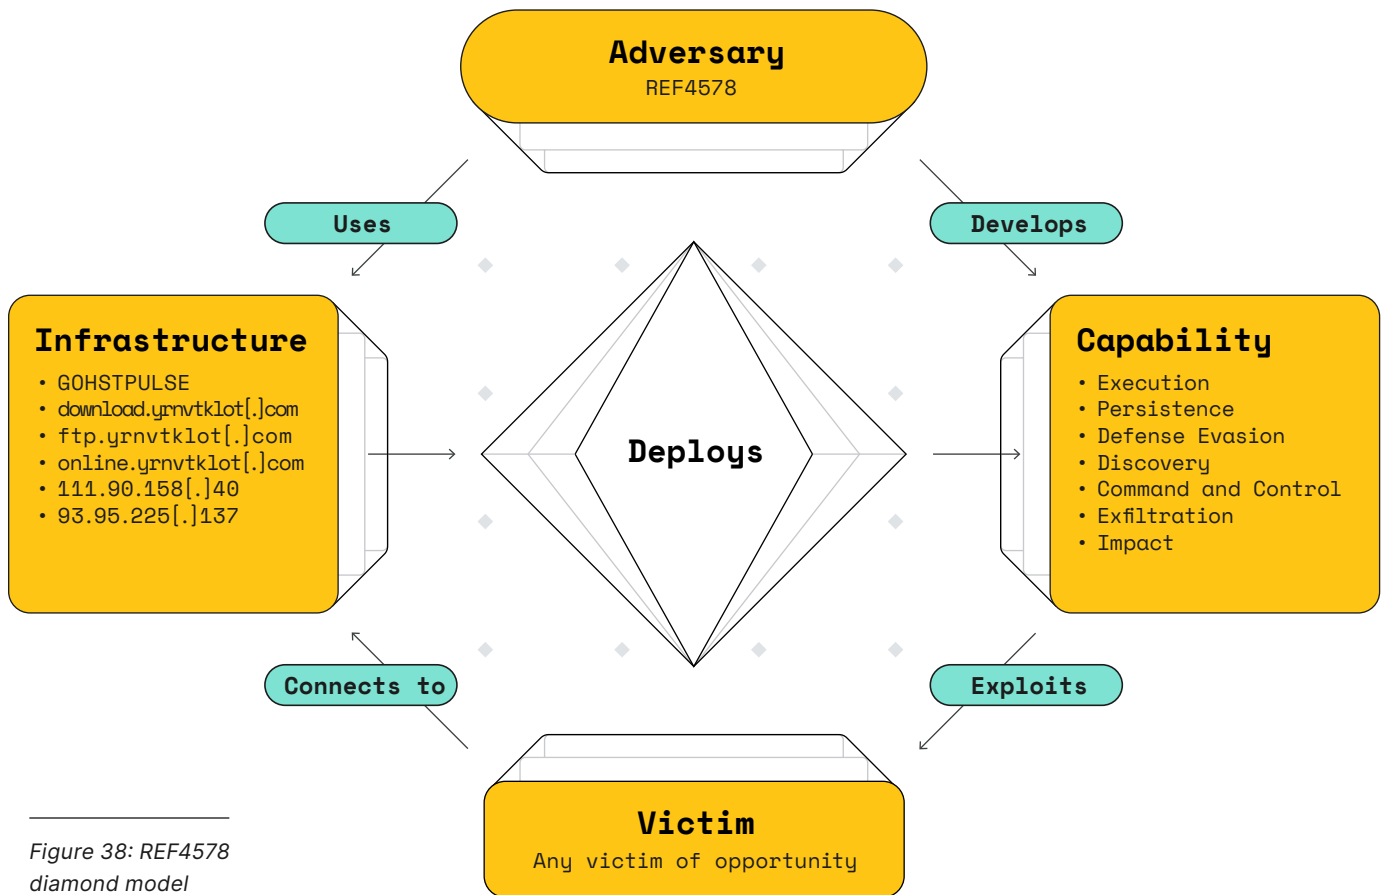 Adversary
REF4578
Uses
Develops
Infrastructure
• GOHSTPULSE
• download.yrnvtklot[.]com
• ftp.yrnvtklot[.]com
• online.yrnvtklot[.]com
• 111.90.158[.]40
• 93.95.225[.]137
Deploys
Capability
• Execution
• Persistence
• Defense Evasion
• Discovery
• Command and Control
• Exfiltration
• Impact
Connects to
Exploits
Victim
Any victim of opportunity
Figure 38: REF4578
diamond model